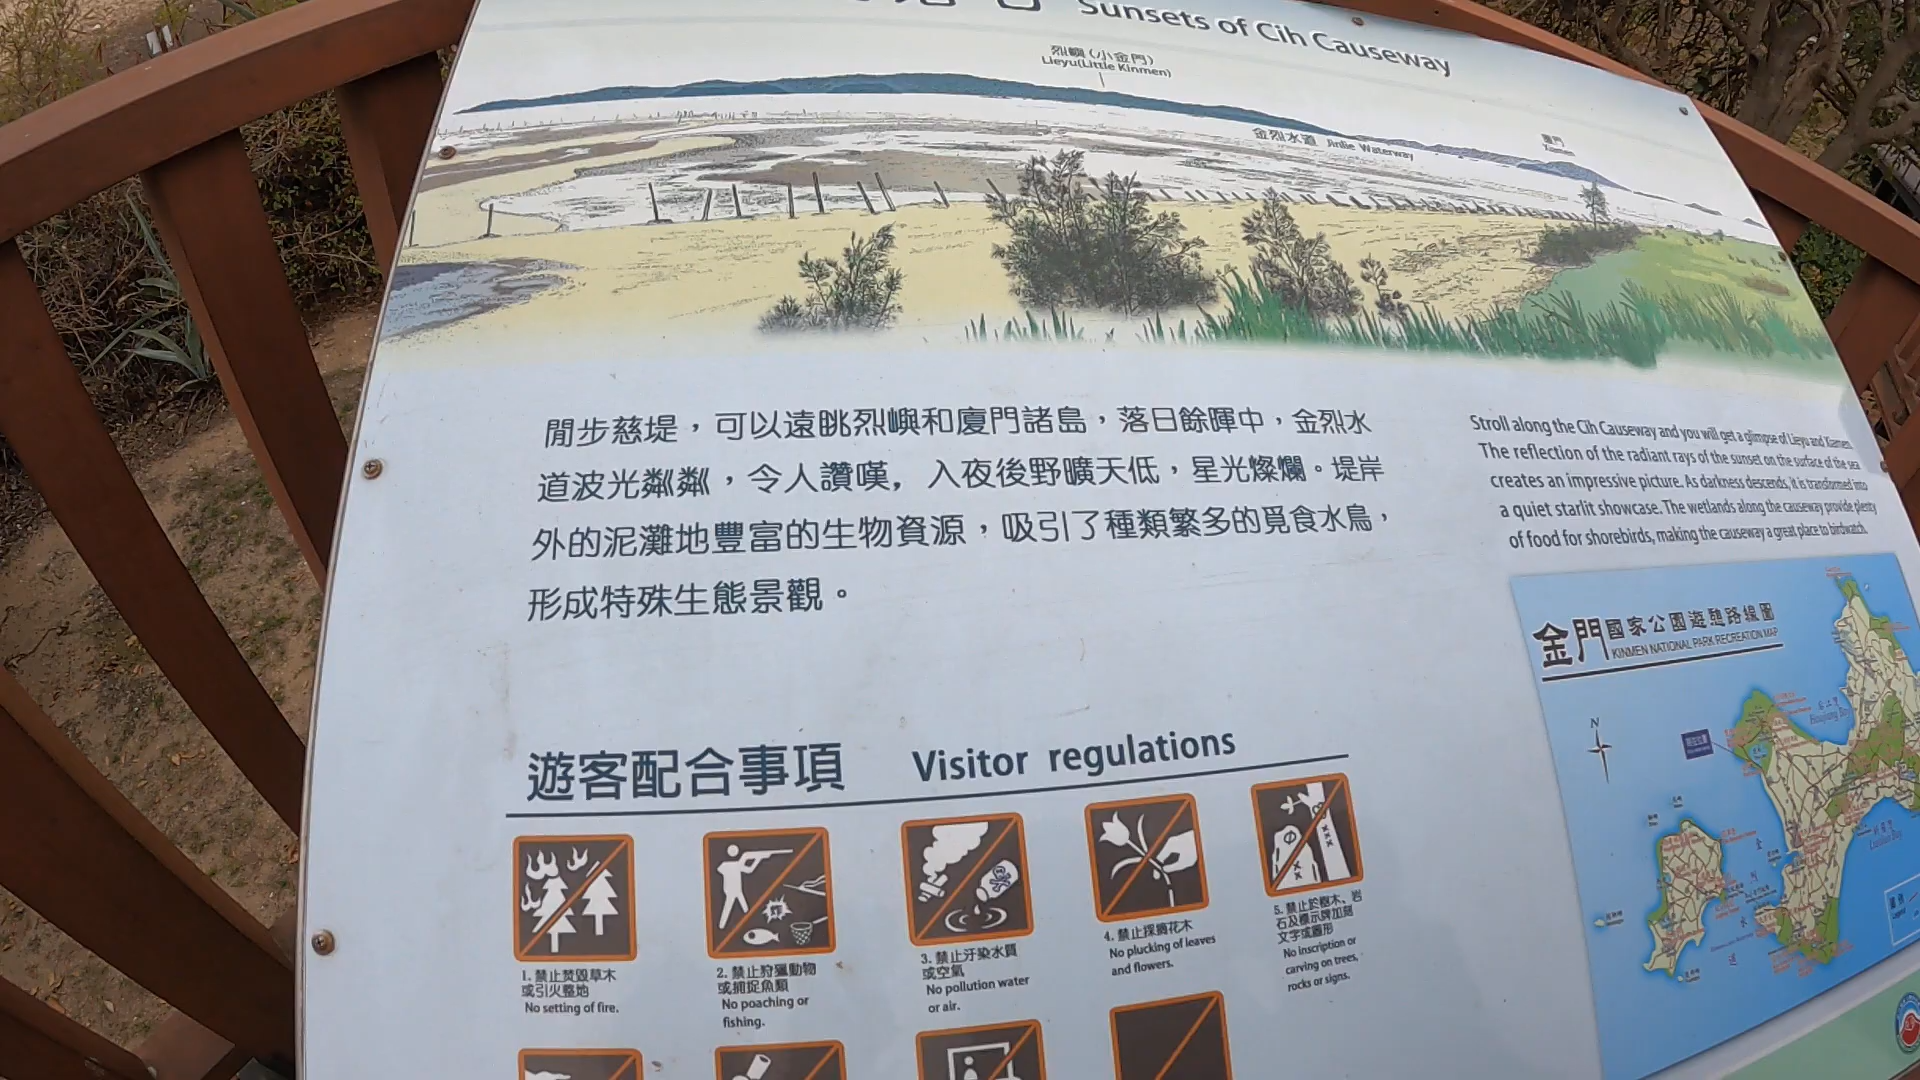 Sunsets of Cih Causeway
烈嶼(小金門)
Lieyu(Little Kinmen)
金烈水道 Jinlie Waterway
廈門
閒步慈堤，可以遠眺烈嶼和廈門諸島，落日餘暉中，金烈水
道波光粼粼，令人讚嘆，入夜後野曠天低，星光燦爛。堤岸
外的泥灘地豐富的生物資源，吸引了種類繁多的覓食水鳥，
形成特殊生態景觀。
Stroll along the Cih Causeway and you will get a glimpse of Lieyu and Xiamen.
The reflection of the radiant rays of the sunset on the surface of the sea
creates an impressive picture. As darkness descends, it is transformed into
a quiet starlit showcase. The wetlands along the causeway provide plenty
of food for shorebirds, making the causeway a great place to birdwatch.
金門國家公園遊憩路線圖
KINMEN NATIONAL PARK RECREATION MAP
N
現在位置
遊客配合事項 Visitor regulations
1. 禁止焚毀草木
或引火整地
No setting of fire.
2. 禁止狩獵動物
或捕捉魚類
No poaching or
fishing.
3. 禁止汙染水質
或空氣
No pollution water
or air.
4. 禁止採摘花木
No plucking of leaves
and flowers.
5. 禁止於樹木、岩
石及標示牌加刻
文字或圖形
No inscription or
carving on trees,
rocks or signs.